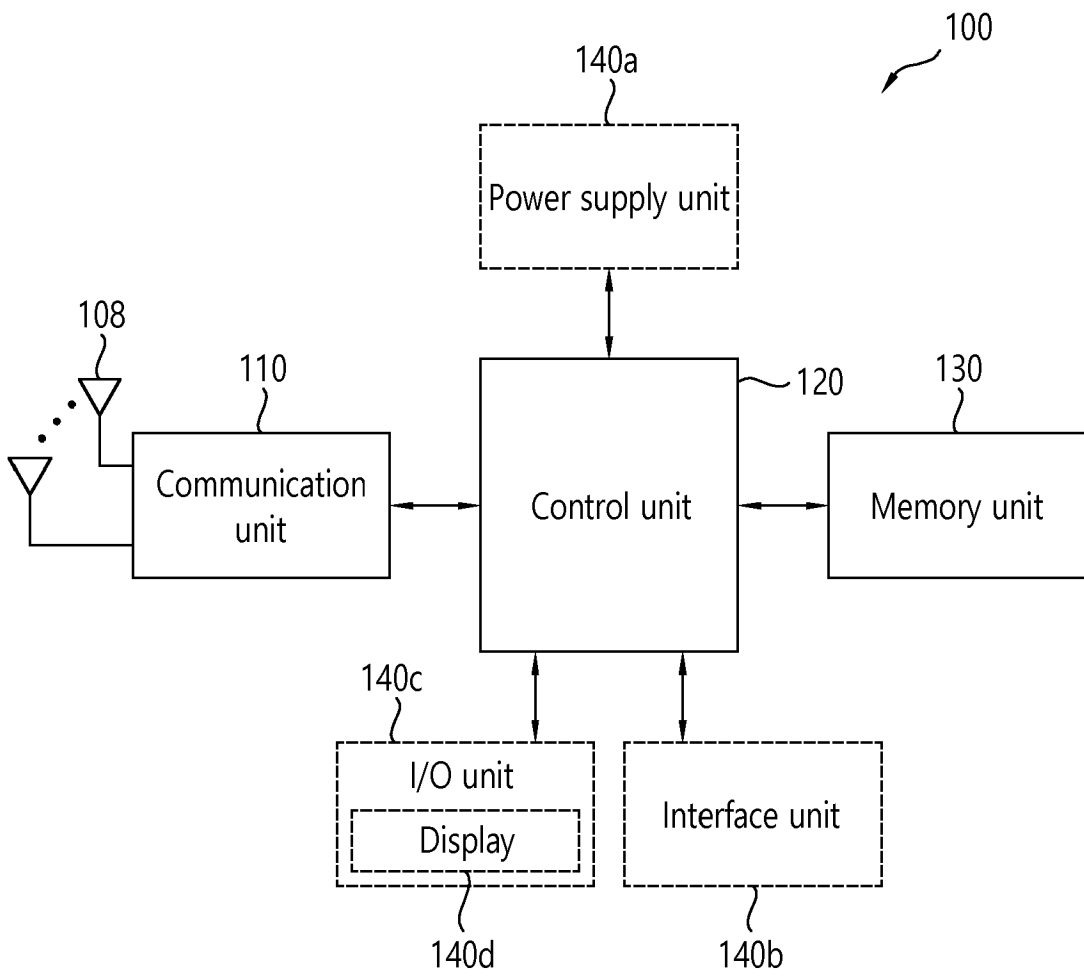 100
140a
Power supply unit
108
110
120
130
Communication
unit
Control unit
Memory unit
140c
I/O unit
Display
Interface unit
140d
140b